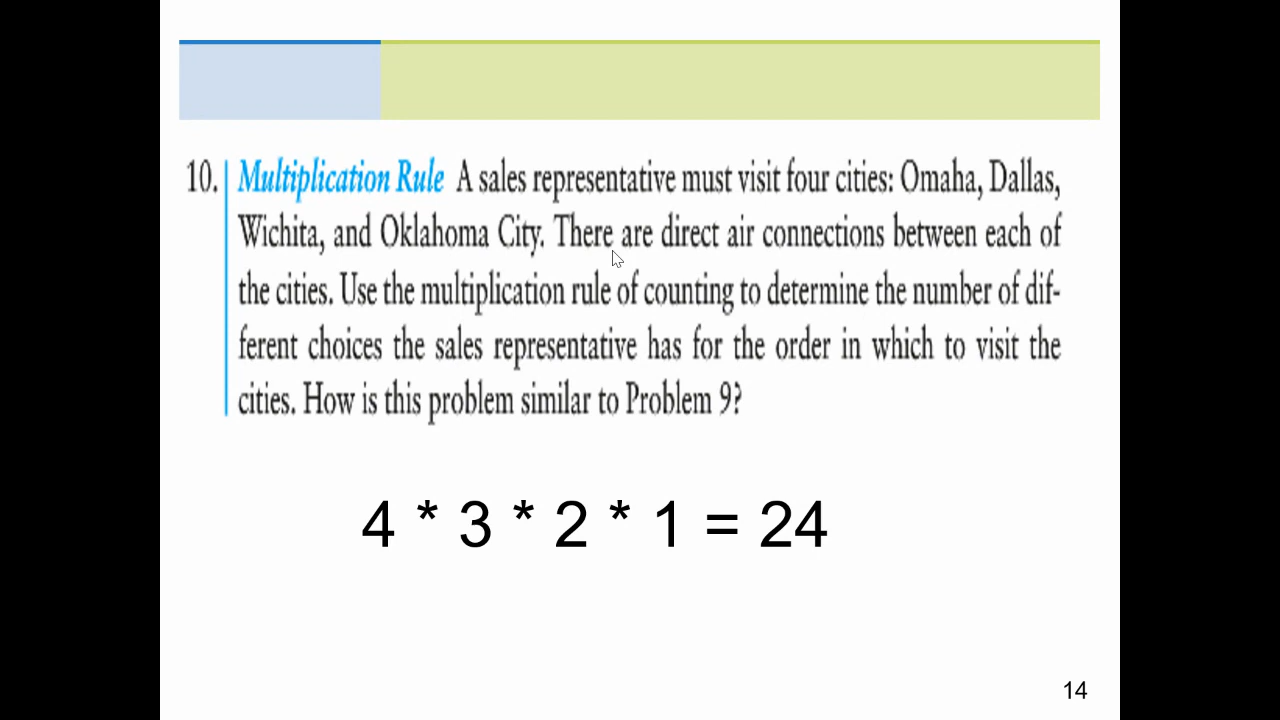 10. Multiplication Rule A sales representative must visit four cities: Omaha, Dallas,
Wichita, and Oklahoma City. There are direct air connections between each of
the cities. Use the multiplication rule of counting to determine the number of dif-
ferent choices the sales representative has for the order in which to visit the
cities. How is this problem similar to Problem 9?
4 * 3 * 2 * 1 = 24
14